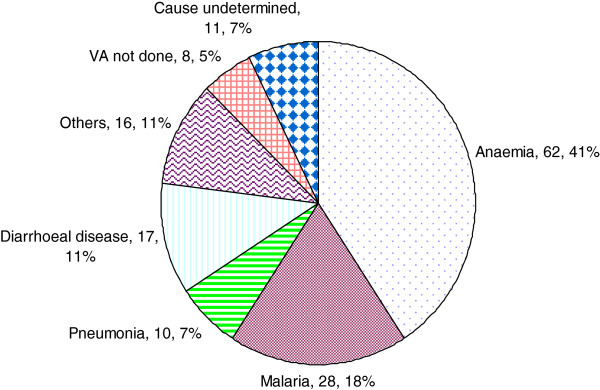 Cause undetermined,
11, 7%
VA not done, 8, 5%
Others, 16, 11%
Anaemia, 62, 41%
Diarrhoeal disease, 17,
11%
Pneumonia, 10, 7%
Malaria, 28, 18%